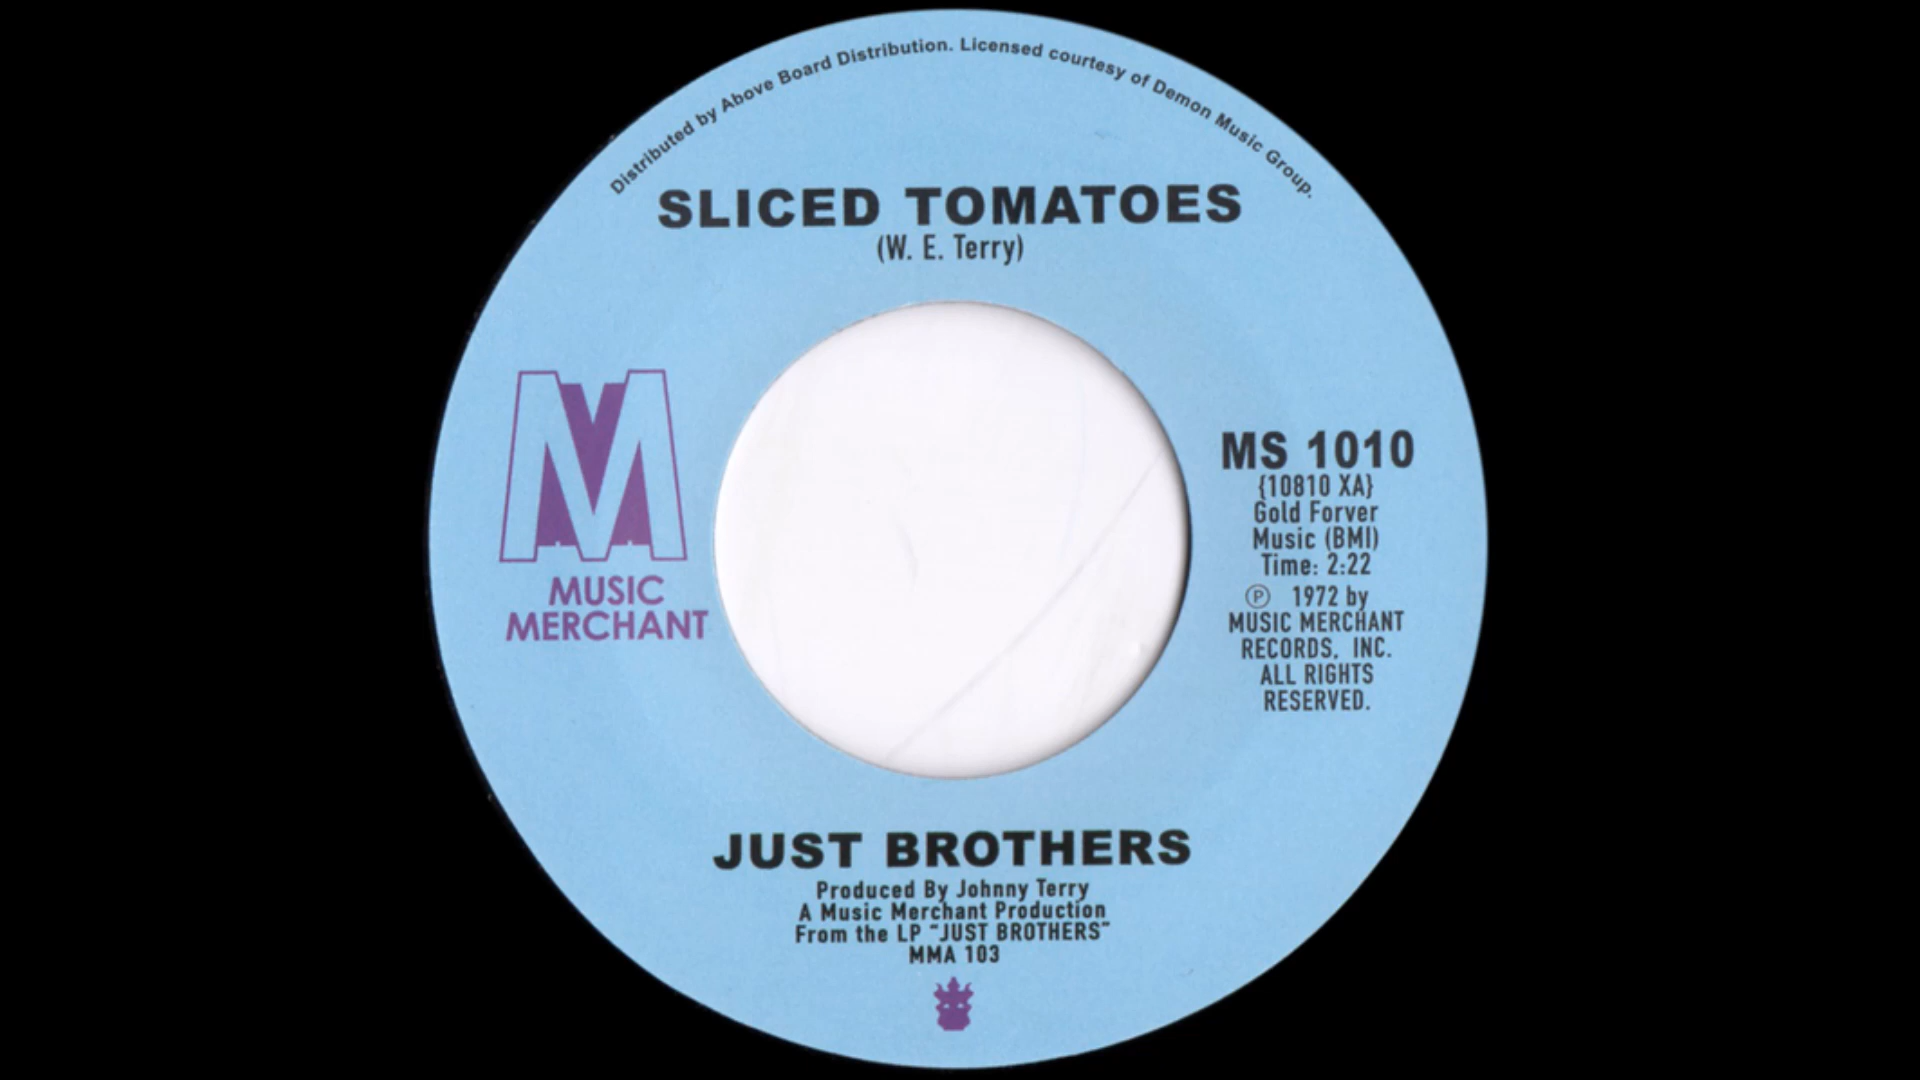 Distributed by Above Board Distribution. Licensed courtesy of Demon Music Group.
SLICED TOMATOES
(W. E. Terry)
M
MUSIC
MERCHANT
MS 1010
{10810 XA}
Gold Forver
Music (BMI)
Time: 2:22
Ⓟ 1972 by
MUSIC MERCHANT
RECORDS, INC.
ALL RIGHTS
RESERVED.
JUST BROTHERS
Produced By Johnny Terry
A Music Merchant Production
From the LP "JUST BROTHERS"
MMA 103